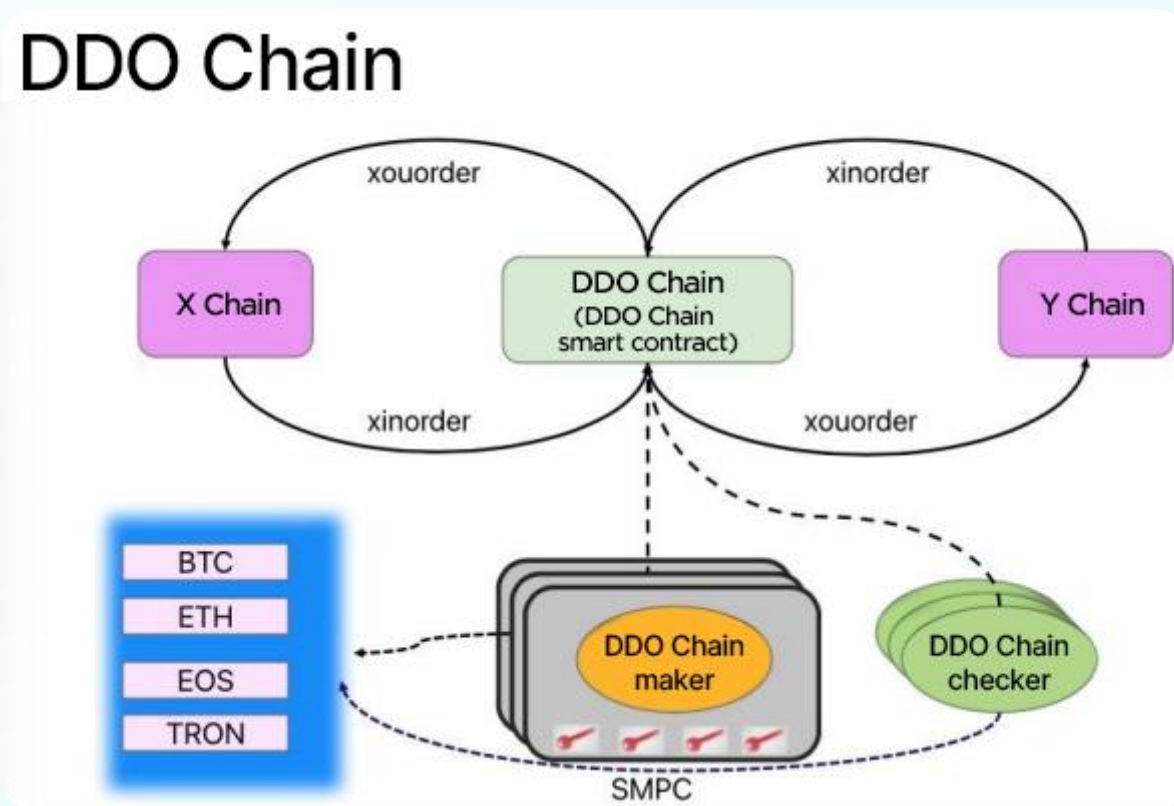 DDO Chain
xouorder
xinorder
X Chain
DDO Chain
(DDO Chain
smart contract)
Y Chain
xinorder
xouorder
BTC
ETH
EOS
TRON
DDO Chain
maker
DDO Chain
checker
SMPC